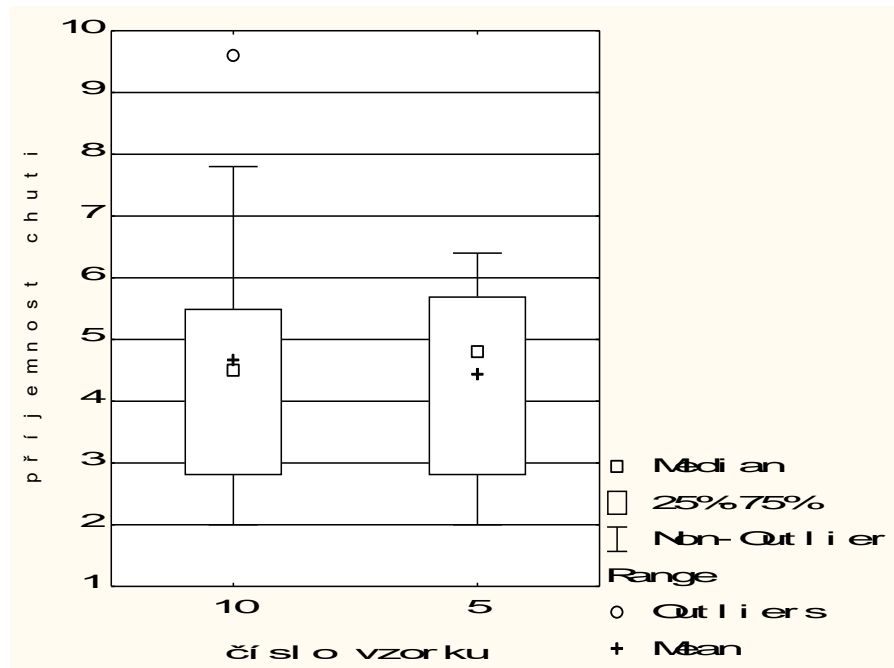 10
9
8
7
6
5
4
3
2
1
příjemnost chuti
10 5
číslo vzorku
Median
25%-75%
Non-Outlier
Range
Outliers
Mean